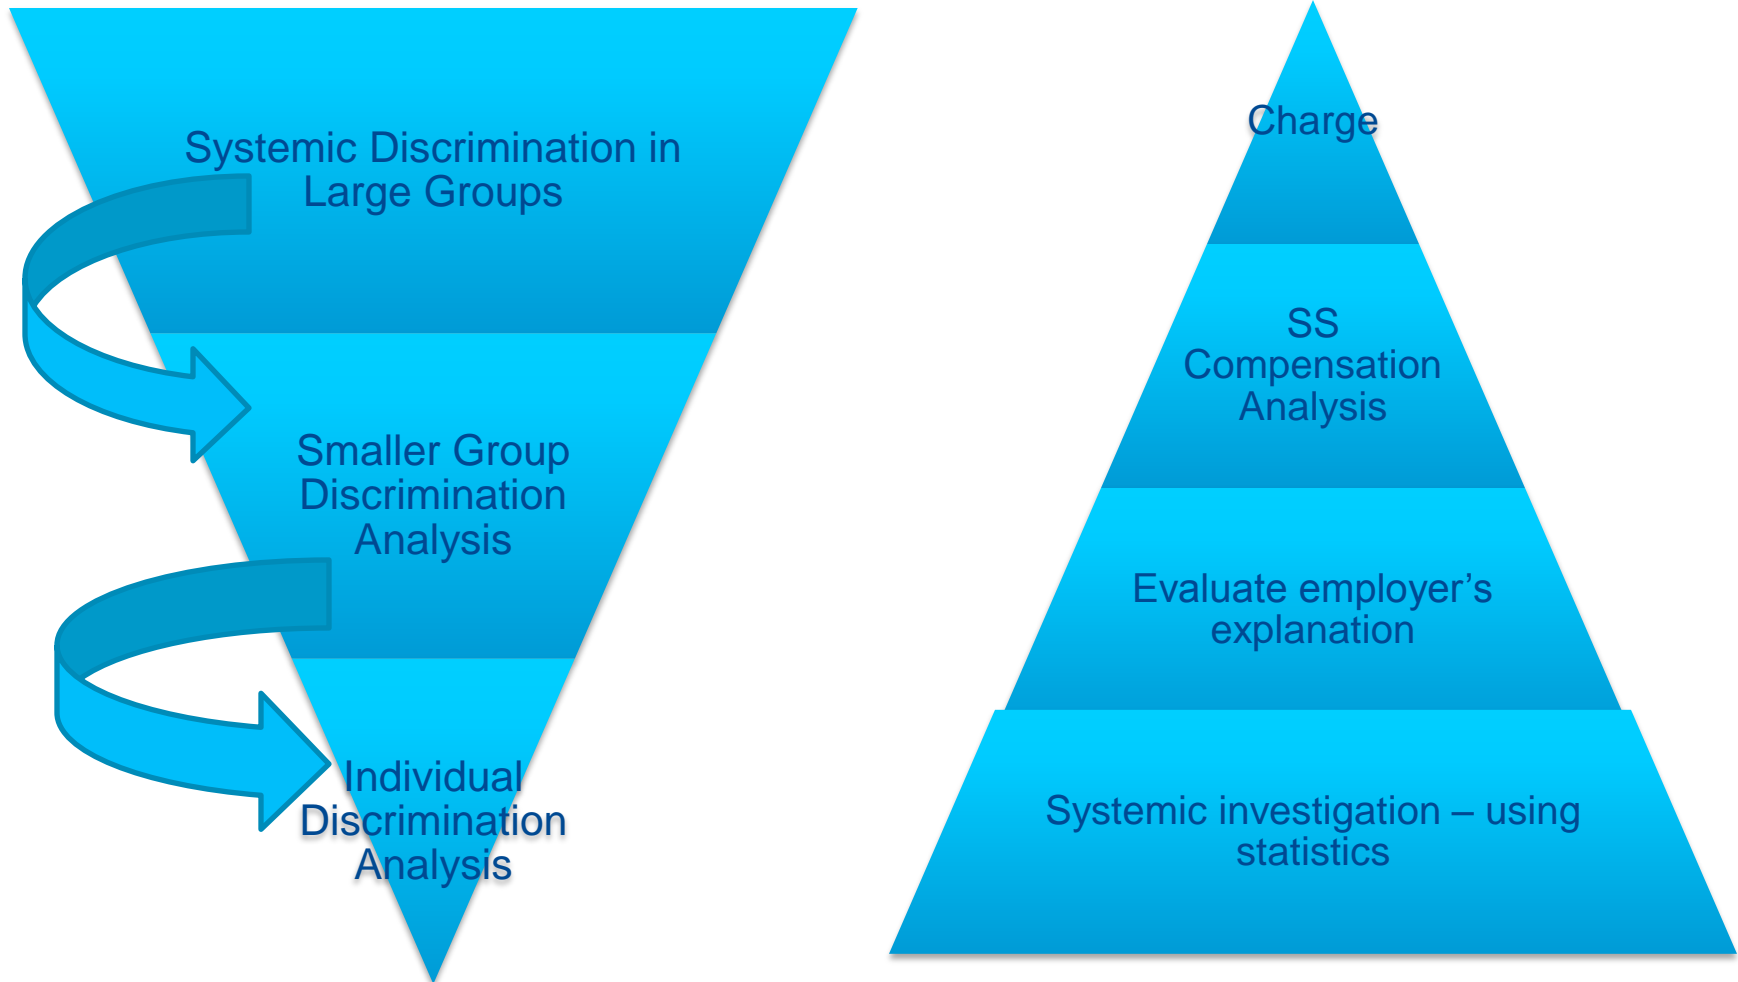 Systemic Discrimination in
Large Groups
Smaller Group
Discrimination
Analysis
Individual
Discrimination
Analysis
Charge
SS
Compensation
Analysis
Evaluate employer’s
explanation
Systemic investigation – using
statistics